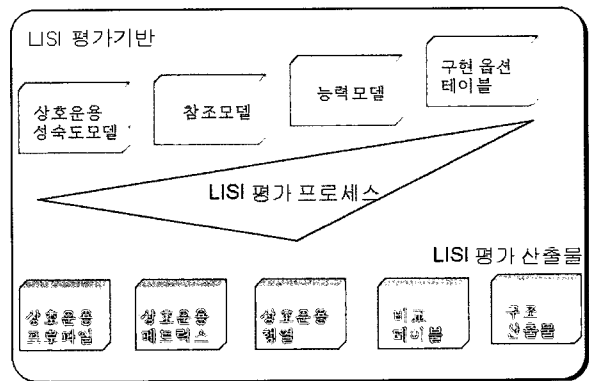 LISI 평가기반
상호운용
성숙도모델
참조모델
능력모델
구현 옵션
테이블
LISI 평가 프로세스
LISI 평가 산출물
상호운용
프로파일
상호운용
메트릭스
상호운용
행렬
비교
테이블
구조
산출물